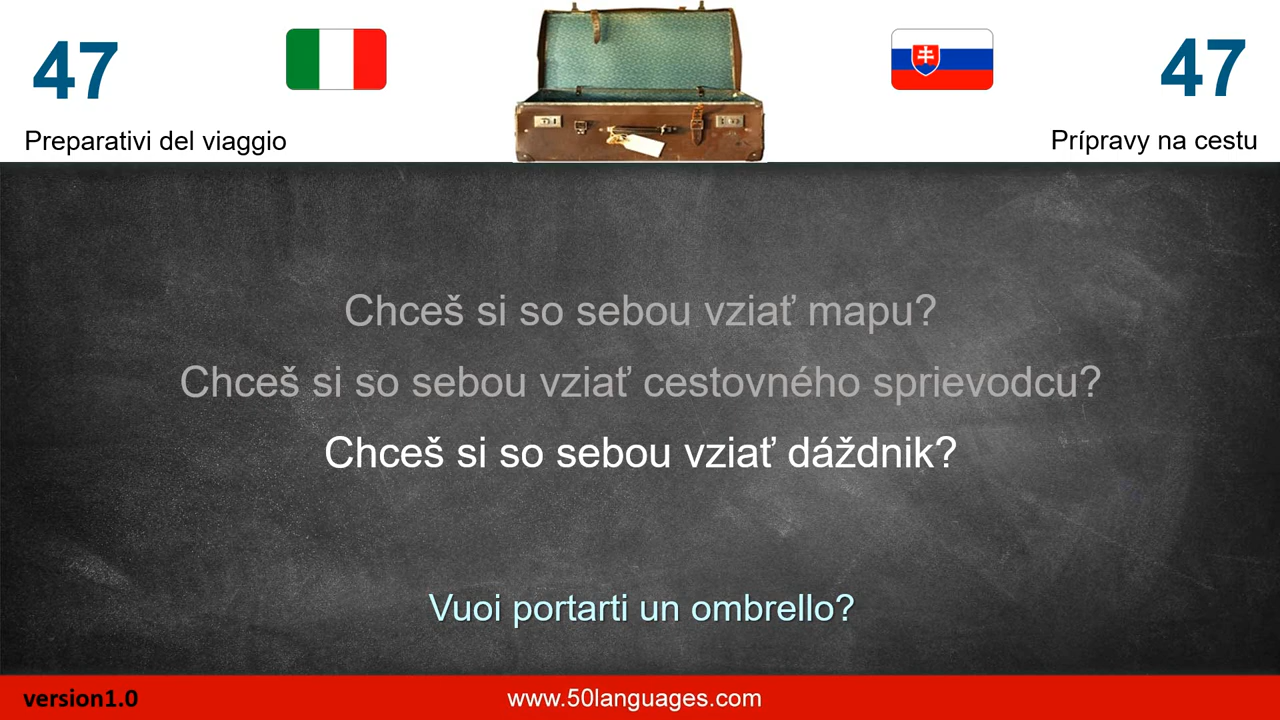 47
47
Preparativi del viaggio
Prípravy na cestu
Chceš si so sebou vziať mapu?
Chceš si so sebou vziať cestovného sprievodcu?
Chceš si so sebou vziať dáždnik?
Vuoi portarti un ombrello?
version1.0
www.50languages.com